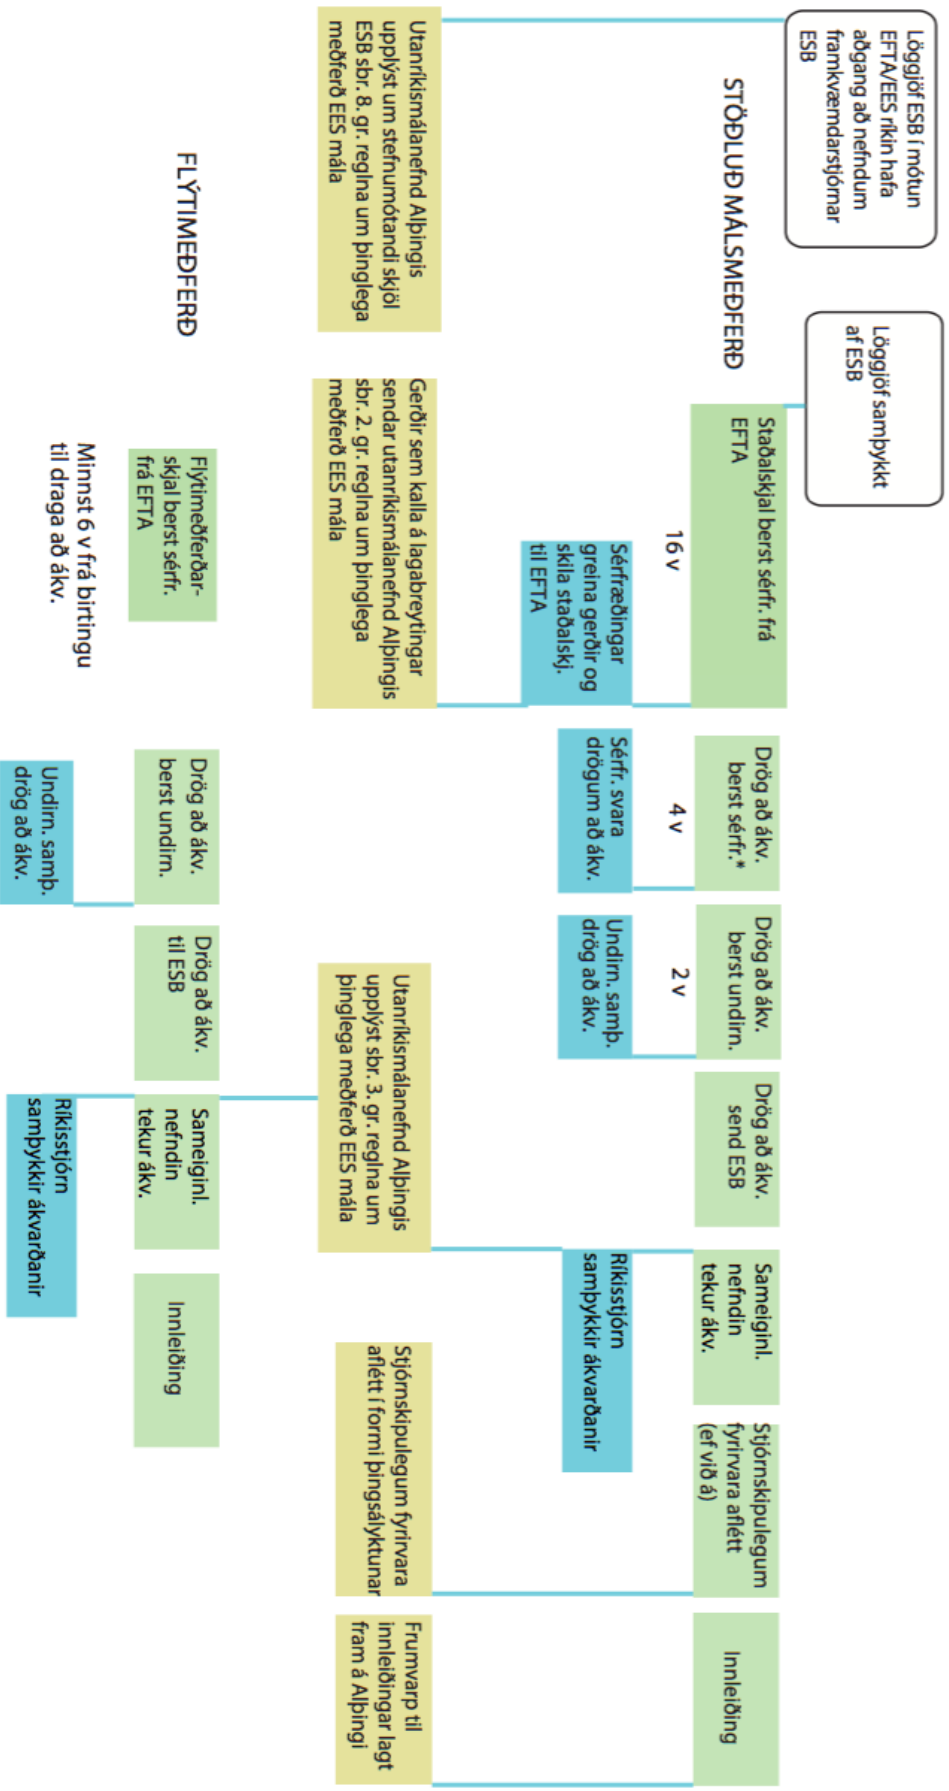 Löggjöf ESB í mótun
EFTA/EES ríkin hafa
aðgang að nefndum
framkvæmdarstjórnar
ESB
Löggjöf samþykkt
af ESB
STÖÐLUÐ MÁLSMEÐFERÐ
Staðalskjal berst sérfr. frá
EFTA
Drög að ákv.
berst sérfr.*
Drög að ákv.
berst undirn.
Drög að ákv.
send ESB
Sameiginl.
nefndin
tekur ákv.
Stjórnskipulegum
fyrirvara aflétt
(ef við á)
Innleiðing
16 v
4 v
2 v
Sérfræðingar
greina gerðir og
skila staðalskj.
til EFTA
Sérfr. svara
drögum að ákv.
Undirn. samþ.
drög að ákv.
Ríkisstjórn
samþykkir ákvarðanir
Utanríkismálanefnd Alþingis
upplýst um stefnumótandi skjöl
ESB sbr. 8. gr. reglna um þinglega
meðferð EES mála
Gerðir sem kalla á lagabreytingar
sendar utanríkismálanefnd Alþingis
sbr. 2. gr. reglna um þinglega
meðferð EES mála
Utanríkismálanefnd Alþingis
upplýst sbr. 3. gr. reglna um
þinglega meðferð EES mála
Stjórnskipulegum fyrirvara
aflétt í formi þingsályktunar
Frumvarp til
innleiðingar lagt
fram á Alþingi
FLÝTIMEÐFERÐ
Flýtimeðferðar-
skjal berst sérfr.
frá EFTA
Drög að ákv.
berst undirn.
Drög að ákv.
til ESB
Sameiginl.
nefndin
tekur ákv.
Innleiðing
Minnst 6 v frá birtingu
til draga að ákv.
Undirn. samþ.
drög að ákv.
Ríkisstjórn
samþykkir ákvarðanir